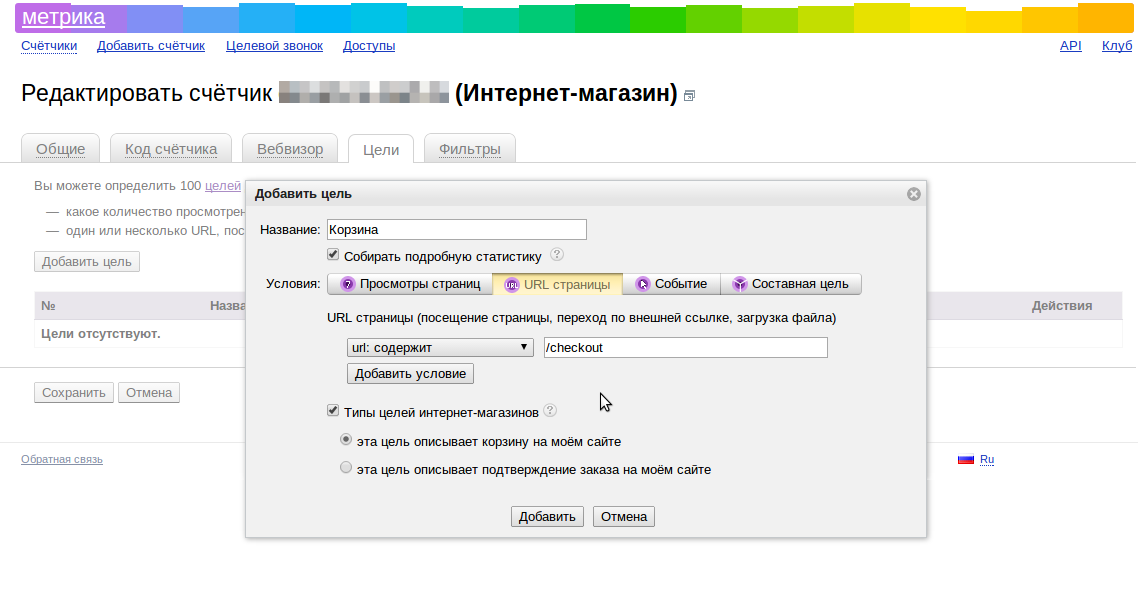 метрика
Счётчики Добавить счётчик Целевой звонок Доступы API Клуб
Редактировать счётчик (Интернет-магазин)
Общие Код счётчика Вебвизор Цели Фильтры
Вы можете определить 100 целей
— какое количество просмотрен
— один или несколько URL, пос
Добавить цель
№ Назва Действия
Цели отсутствуют.
Сохранить Отмена
Обратная связь Ru
Добавить цель
Название: Корзина
Собирать подробную статистику ?
Условия: Просмотры страниц URL URL страницы Событие Составная цель
URL страницы (посещение страницы, переход по внешней ссылке, загрузка файла)
url: содержит /checkout
Добавить условие
Типы целей интернет-магазинов ?
эта цель описывает корзину на моём сайте
эта цель описывает подтверждение заказа на моём сайте
Добавить Отмена